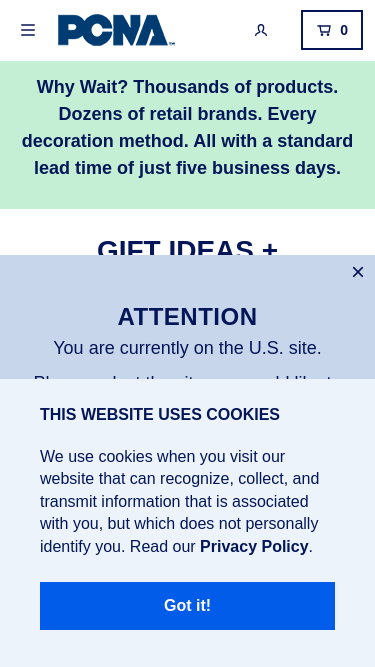 PCNA
0
Why Wait? Thousands of products.
Dozens of retail brands. Every
decoration method. All with a standard
lead time of just five business days.
GIFT IDEAS +
ATTENTION
You are currently on the U.S. site.
THIS WEBSITE USES COOKIES
We use cookies when you visit our
website that can recognize, collect, and
transmit information that is associated
with you, but which does not personally
identify you. Read our Privacy Policy.
Got it!